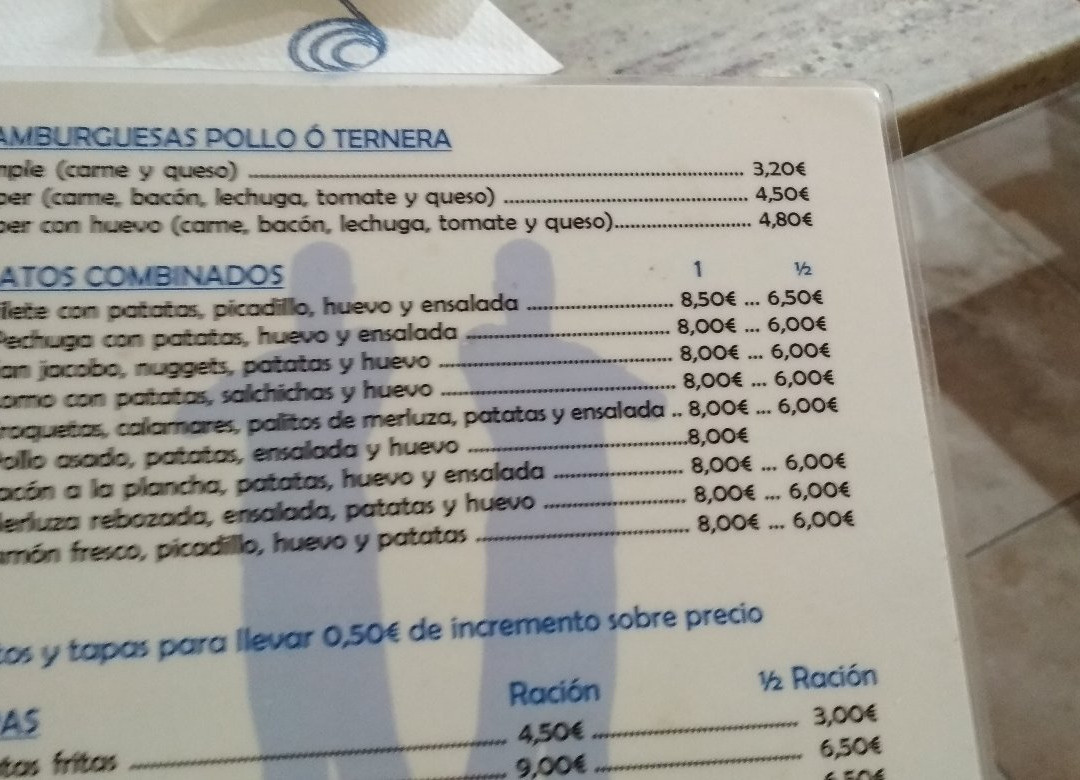 AMBURGUESAS POLLO Ó TERNERA
mple (carne y queso) ........ 3,20€
per (carne, bacón, lechuga, tomate y queso) ........ 4,50€
per con huevo (carne, bacón, lechuga, tomate y queso)........ 4,80€
ATOS COMBINADOS 1 ½
ilete con patatas, picadillo, huevo y ensalada ........ 8,50€ ... 6,50€
Pechuga con patatas, huevo y ensalada ........ 8,00€ ... 6,00€
an jacobo, nuggets, patatas y huevo ........ 8,00€ ... 6,00€
omo con patatas, salchichas y huevo ........ 8,00€ ... 6,00€
roquetas, calamares, palitos de merluza, patatas y ensalada .. 8,00€ ... 6,00€
ollo asado, patatas, ensalada y huevo ........8,00€
acón a la plancha, patatas, huevo y ensalada ........ 8,00€ ... 6,00€
erluza rebozada, ensalada, patatas y huevo ........ 8,00€ ... 6,00€
amón fresco, picadillo, huevo y patatas ........ 8,00€ ... 6,00€
tos y tapas para llevar 0,50€ de incremento sobre precio
AS Ración ½ Ración
tas fritas ........ 4,50€ ........ 3,00€
9,00€ ........ 6,50€
6,50€